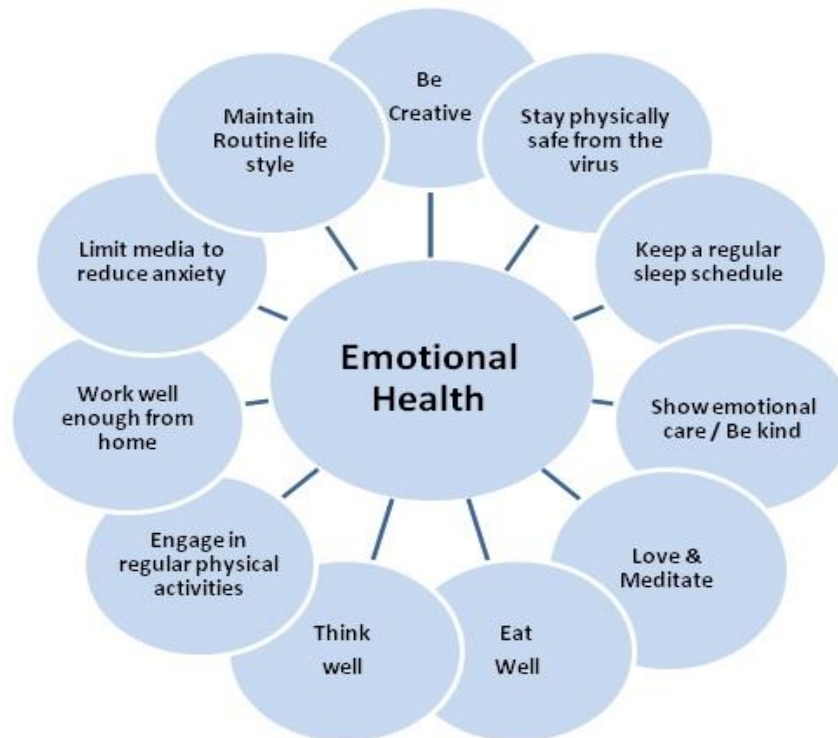 Be
Creative
Stay physically
safe from the
virus
Keep a regular
sleep schedule
Show emotional
care / Be kind
Love &
Meditate
Eat
Well
Think
well
Engage in
regular physical
activities
Work well
enough from
home
Limit media to
reduce anxiety
Maintain
Routine life
style
Emotional
Health